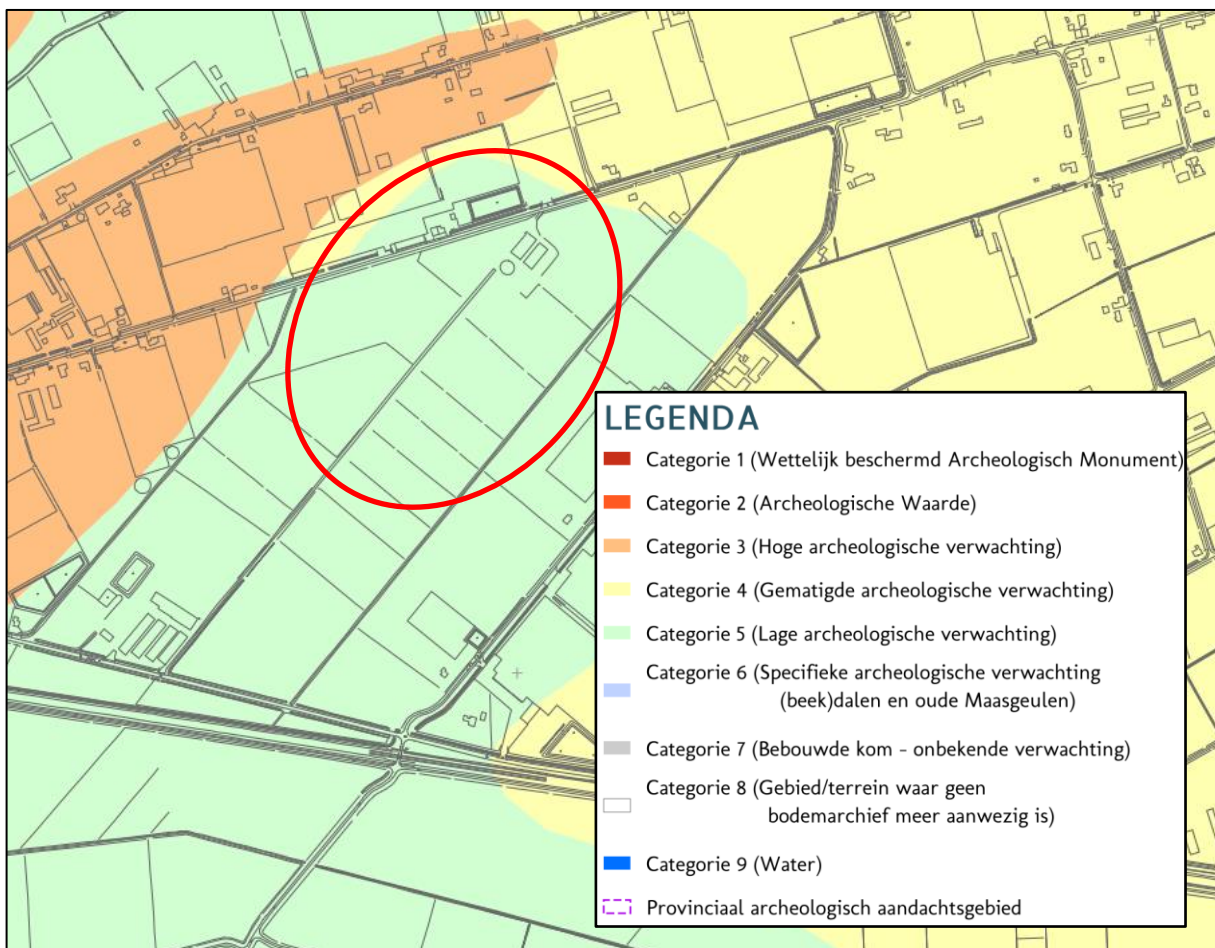 LEGENDA
Categorie 1 (Wettelijk beschermd Archeologisch Monument)
Categorie 2 (Archeologische Waarde)
Categorie 3 (Hoge archeologische verwachting)
Categorie 4 (Gematigde archeologische verwachting)
Categorie 5 (Lage archeologische verwachting)
Categorie 6 (Specifieke archeologische verwachting
(beek)dalen en oude Maasgeulen)
Categorie 7 (Bebouwde kom - onbekende verwachting)
Categorie 8 (Gebied/terrein waar geen
bodemarchief meer aanwezig is)
Categorie 9 (Water)
Provinciaal archeologisch aandachtsgebied